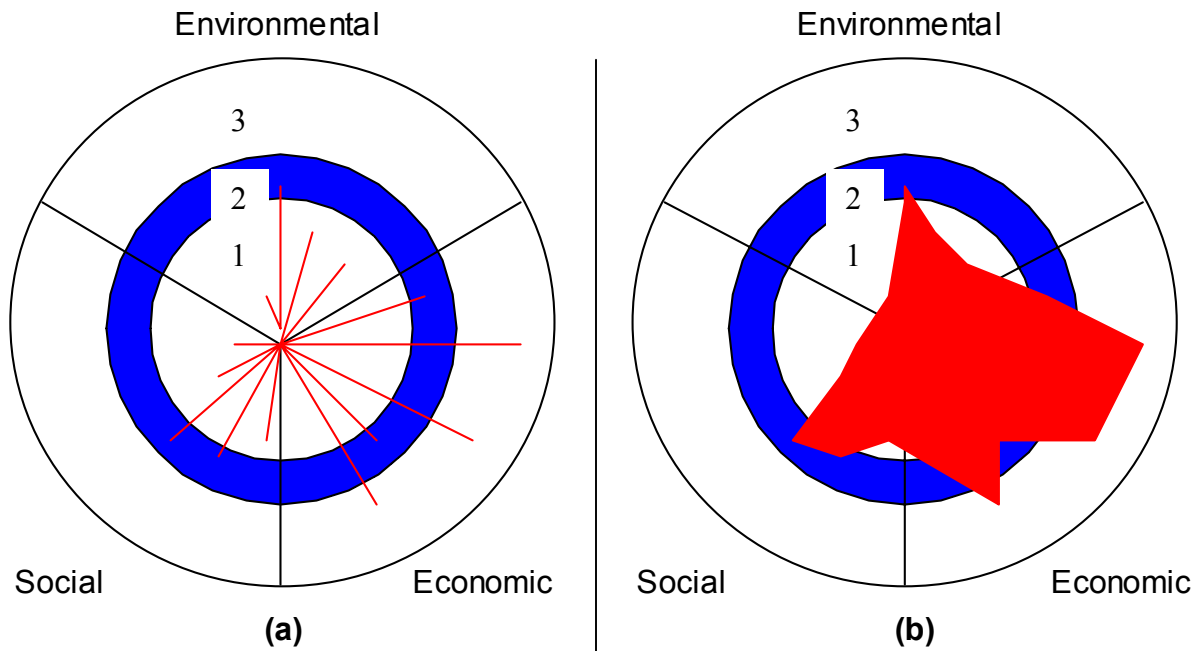 Environmental
3
2
1
Social
Economic
(a)
Environmental
3
2
1
Social
Economic
(b)